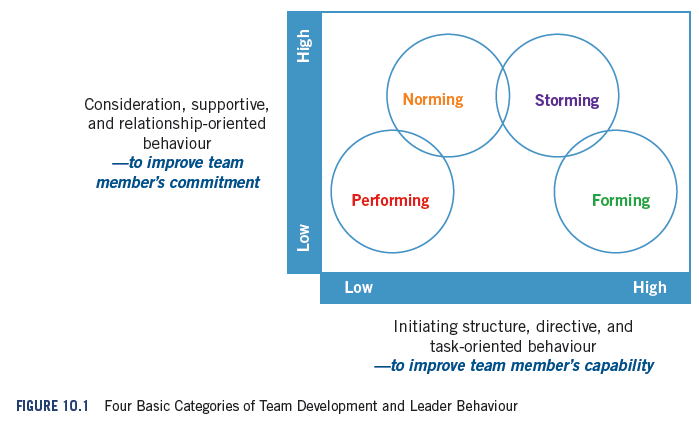 High
Low
Consideration, supportive,
and relationship-oriented
behaviour
—to improve team
member’s commitment
Norming
Storming
Performing
Forming
Low
High
Initiating structure, directive, and
task-oriented behaviour
—to improve team member’s capability
FIGURE 10.1 Four Basic Categories of Team Development and Leader Behaviour